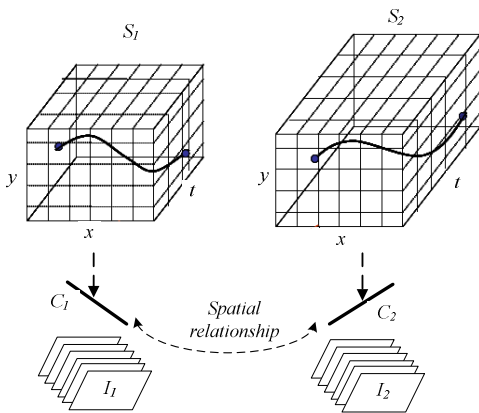 S1
S2
y
t
x
y
t
x
C1
Spatial
relationship
C2
I1
I2